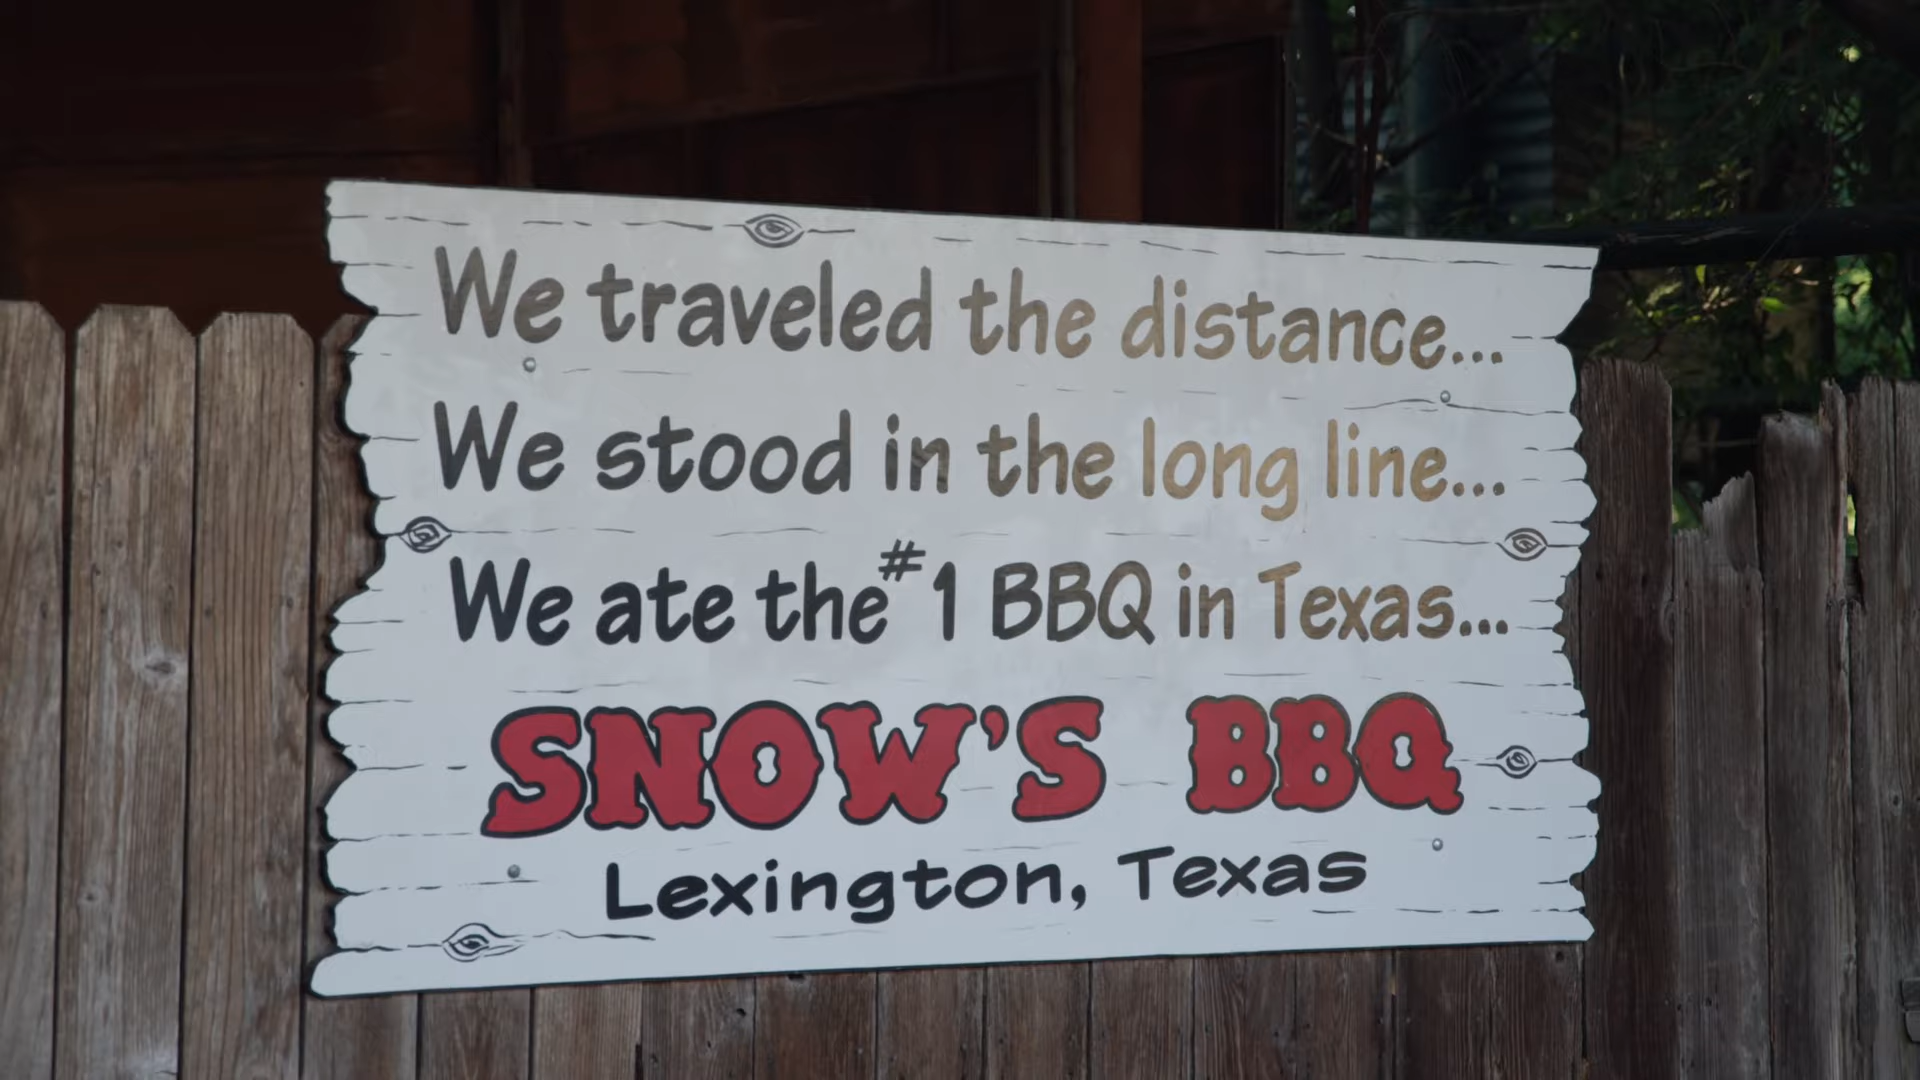 We traveled the distance...
We stood in the long line...
We ate the #1 BBQ in Texas...
SNOW'S BBQ
Lexington, Texas